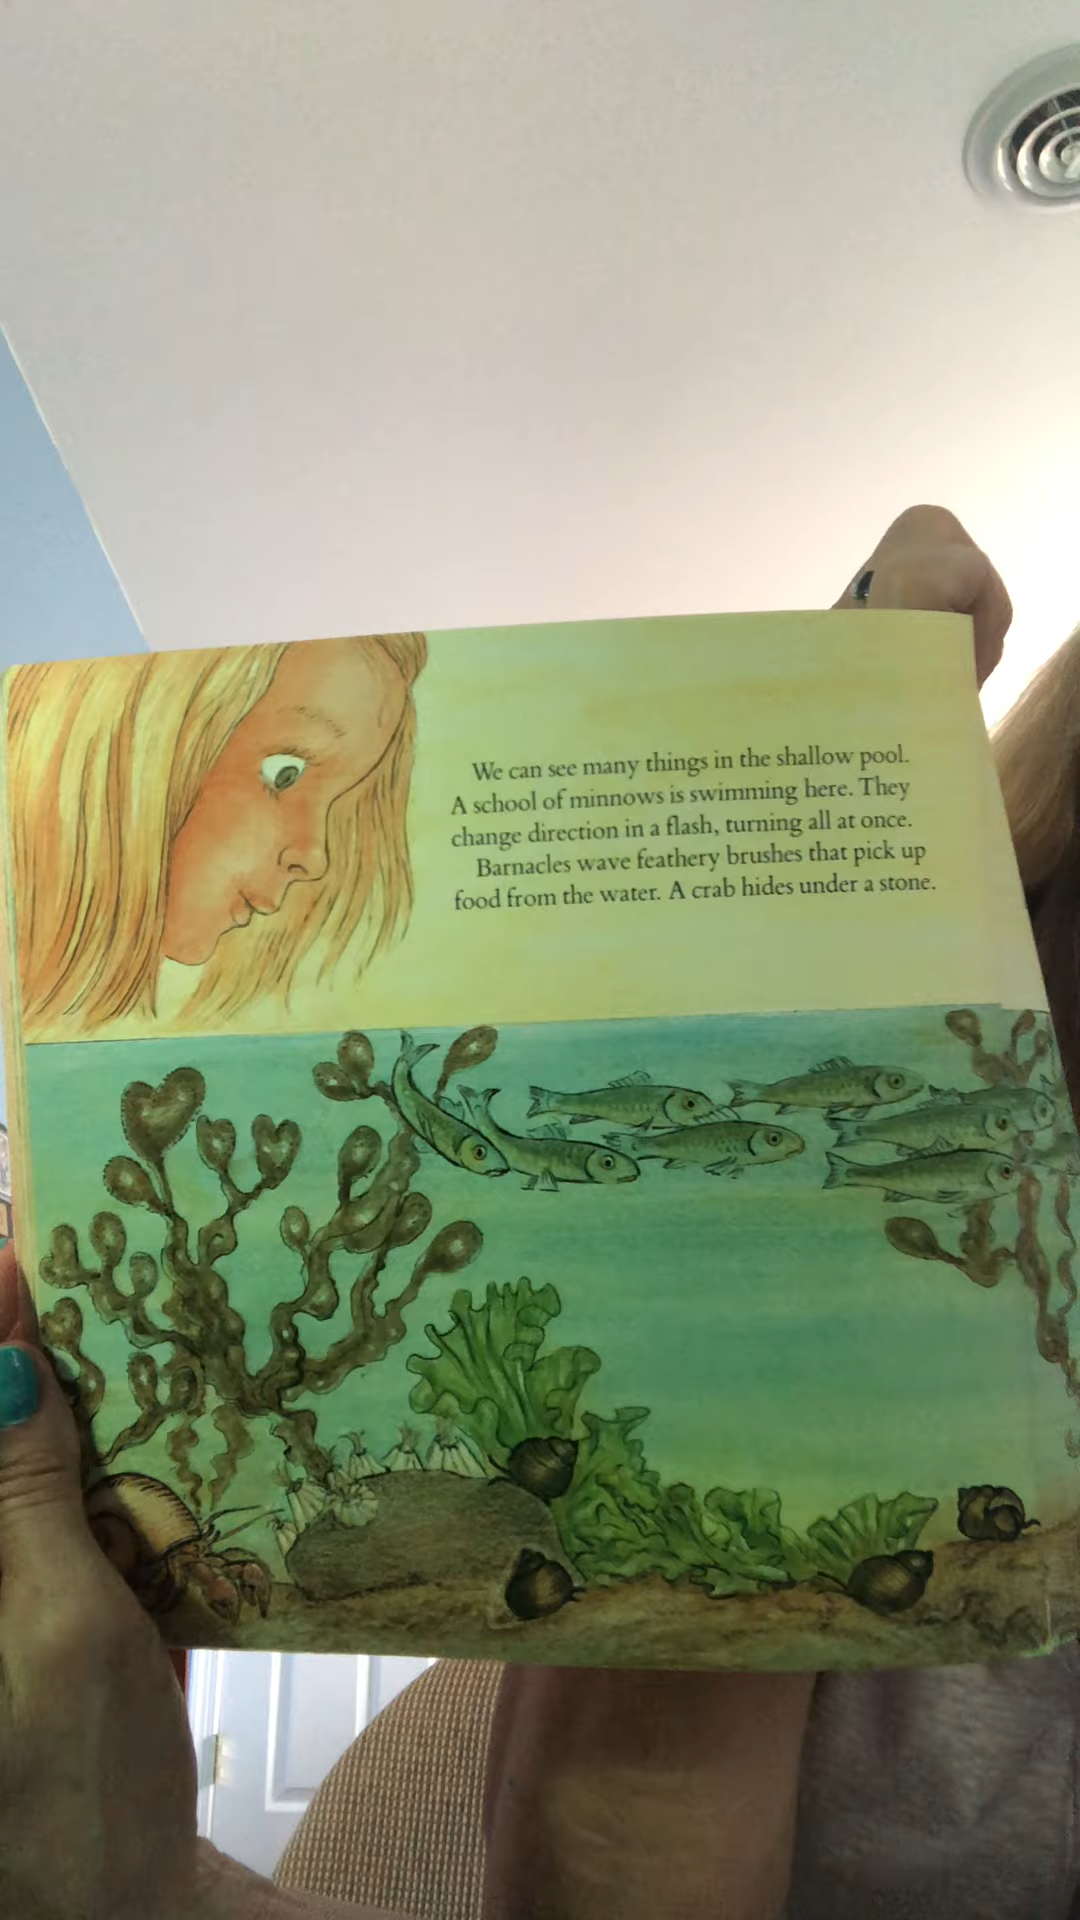 We can see many things in the shallow pool.
A school of minnows is swimming here. They
change direction in a flash, turning all at once.
Barnacles wave feathery brushes that pick up
food from the water. A crab hides under a stone.